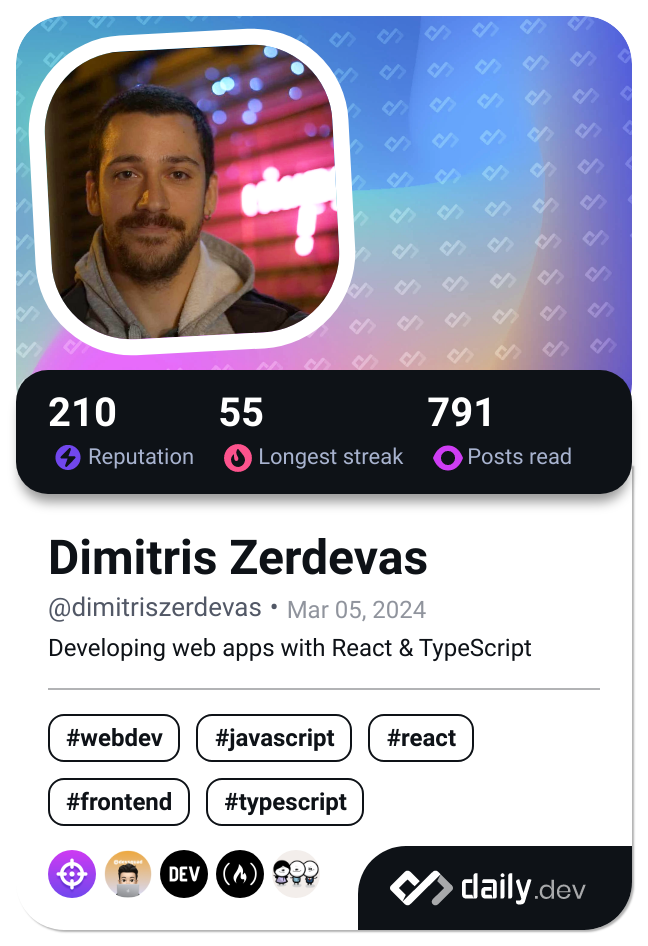 210 55 791
Reputation Longest streak Posts read
Dimitris Zerdevas
@dimitriszerdevas • Mar 05, 2024
Developing web apps with React & TypeScript
#webdev #javascript #react
#frontend #typescript
DEV
daily.dev